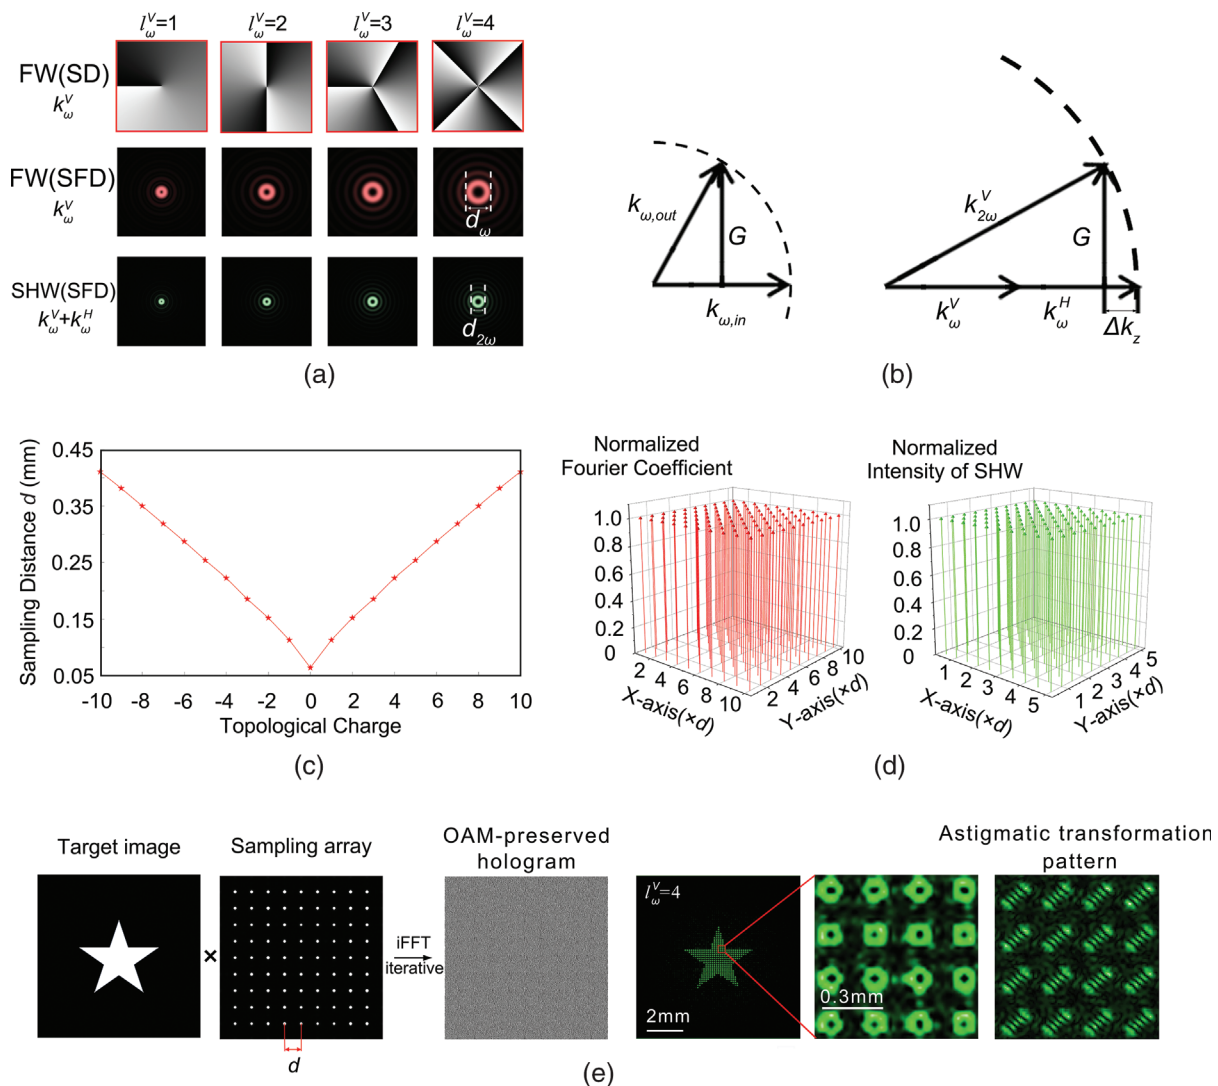 l_ω^V=1 l_ω^V=2 l_ω^V=3 l_ω^V=4
FW(SD)
k_ω^V
FW(SFD)
k_ω^V
d_ω
SHW(SFD)
k_ω^V+k_ω^H
d_2ω
(a)
k_ω,out
G
k_ω,in
k_2ω^V
G
k_ω^V
k_ω^H
Δk_z
(b)
Sampling Distance d (mm)
0.45
0.35
0.25
0.15
0.05
-10 -8 -6 -4 -2 0 2 4 6 8 10
Topological Charge
(c)
Normalized
Fourier Coefficient
1.0
0.8
0.6
0.4
0.2
0
2 4 6 8 10
X-axis(×d)
2 4 6 8 10
Y-axis(×d)
Normalized
Intensity of SHW
1.0
0.8
0.6
0.4
0.2
0
1 2 3 4 5
X-axis(×d)
1 2 3 4 5
Y-axis(×d)
(d)
Target image
×
Sampling array
d
iFFT
iterative
OAM-preserved
hologram
l_ω^V=4
2mm
0.3mm
Astigmatic transformation
pattern
(e)